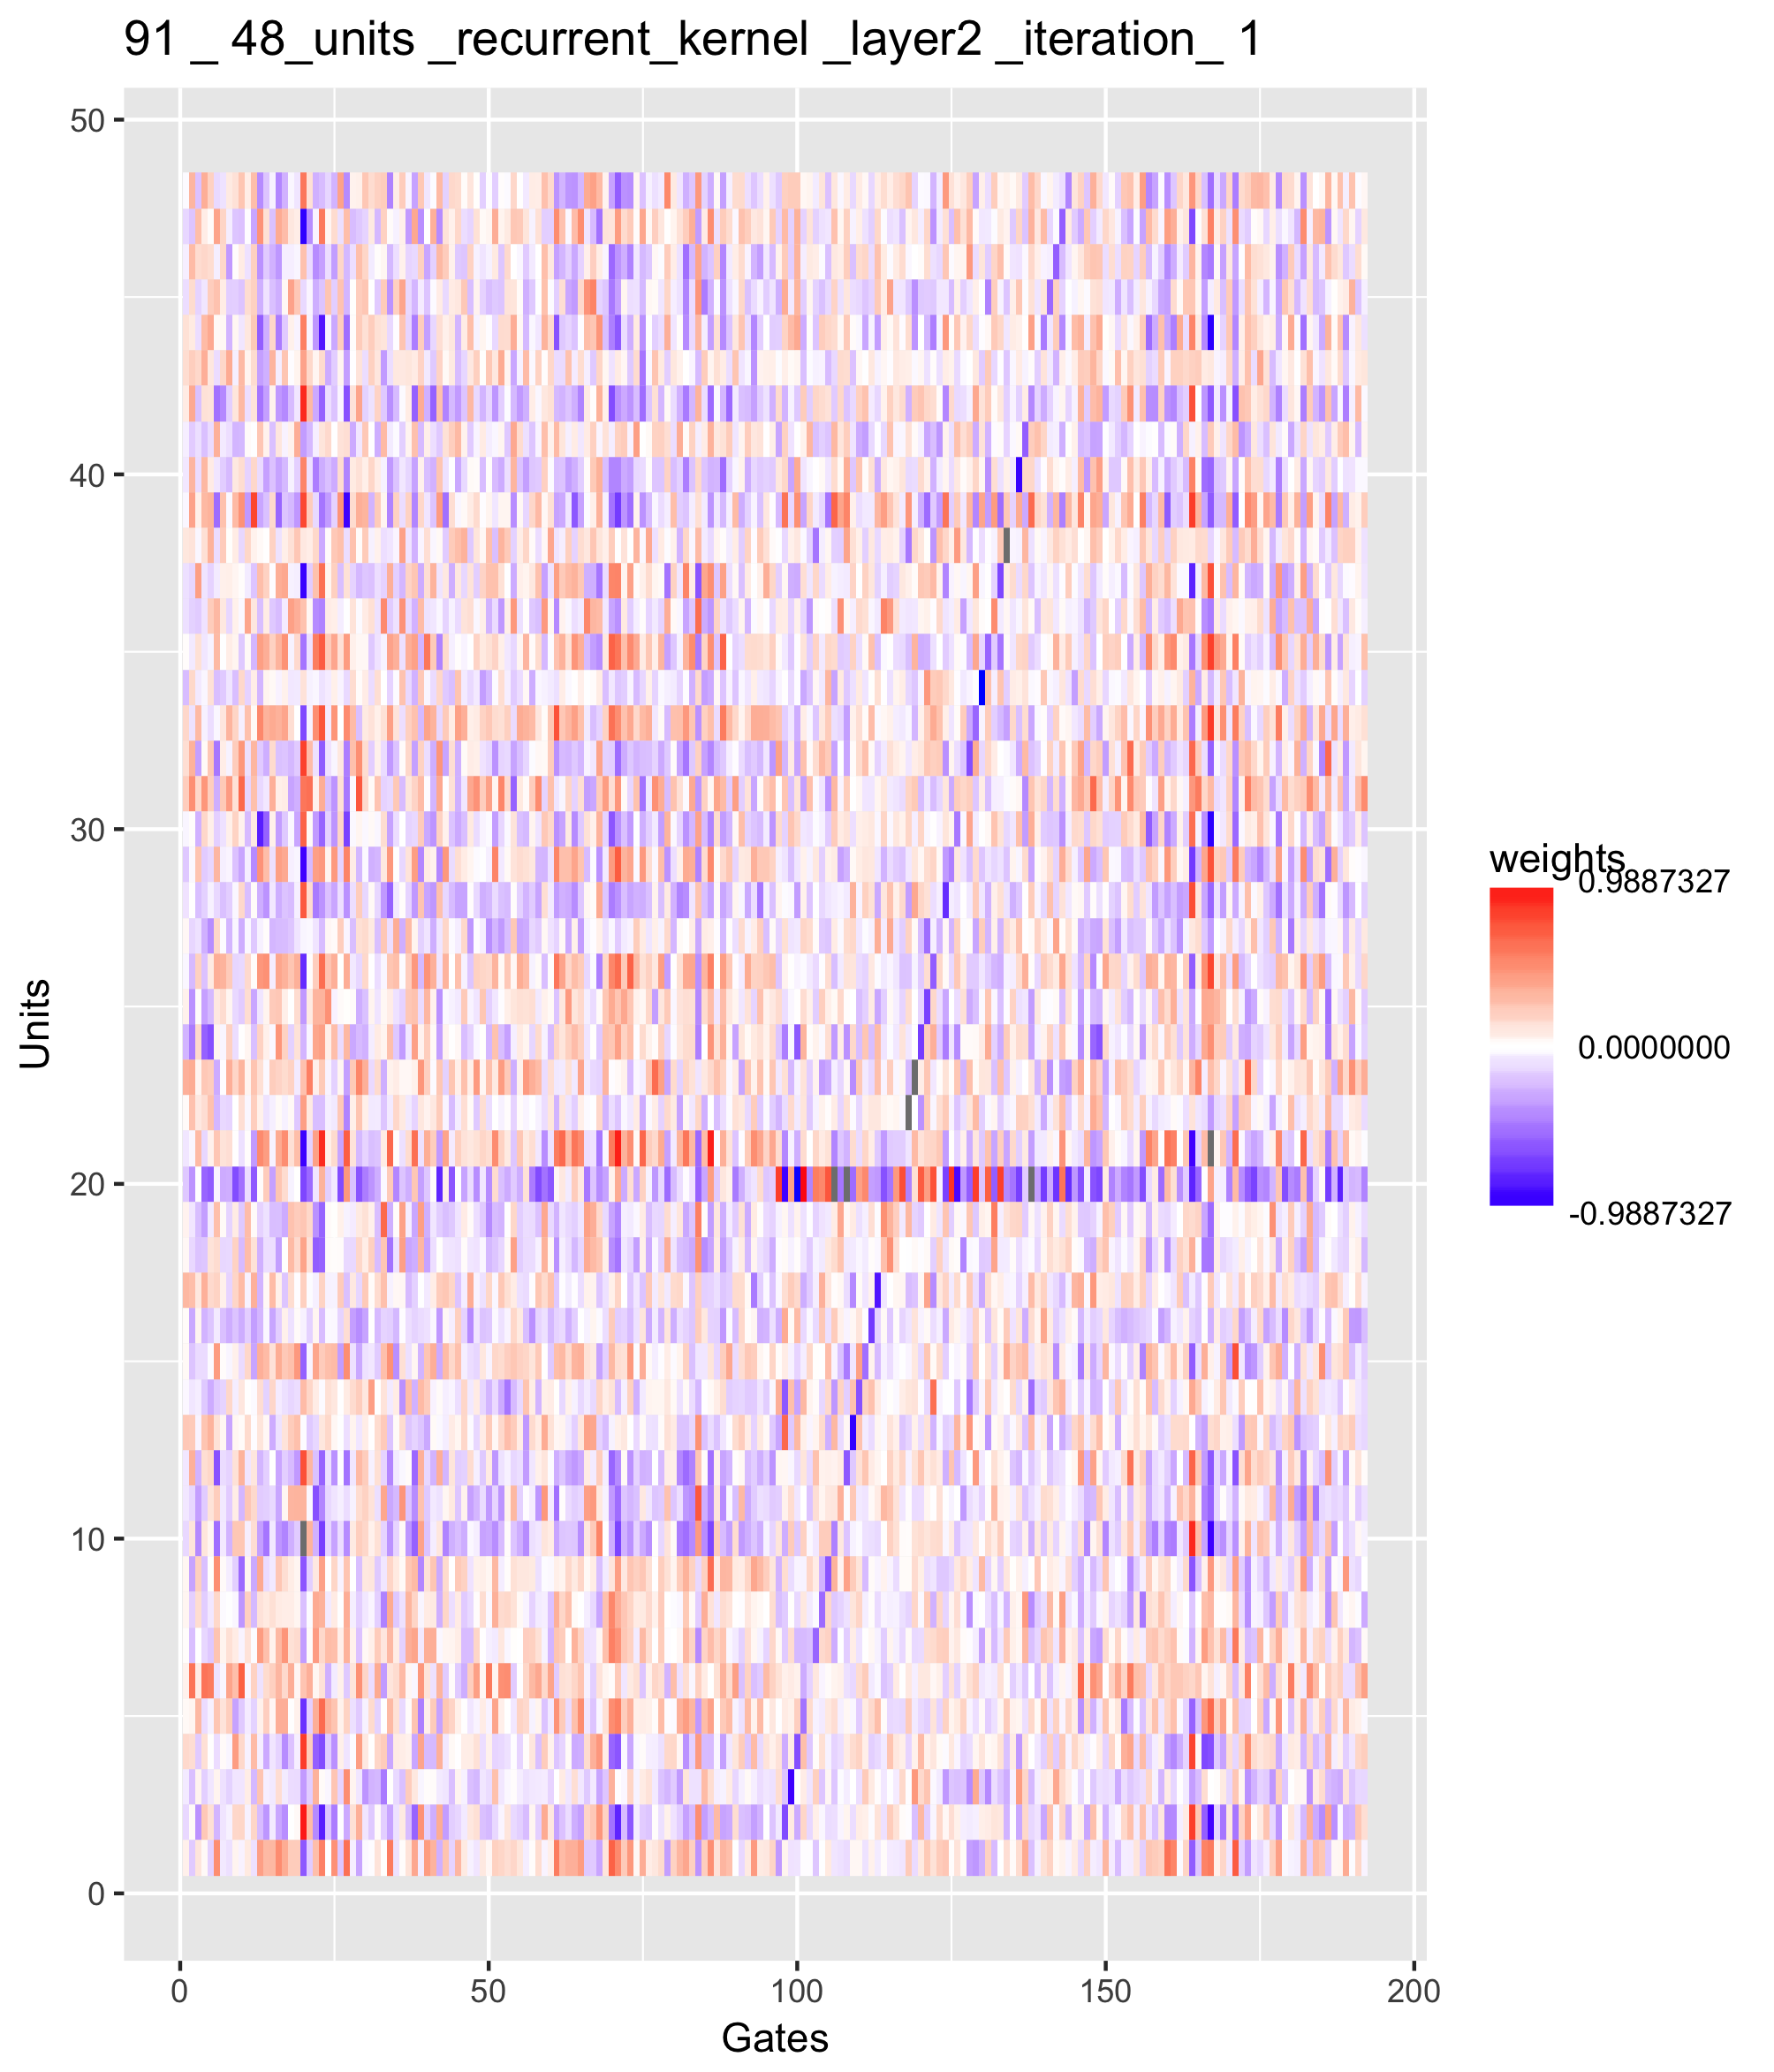 91 _ 48_units _recurrent_kernel _layer2 _iteration_ 1
50
40
30
20
10
0
Units
0 50 100 150 200
Gates
weights
0.9887327
0.0000000
-0.9887327